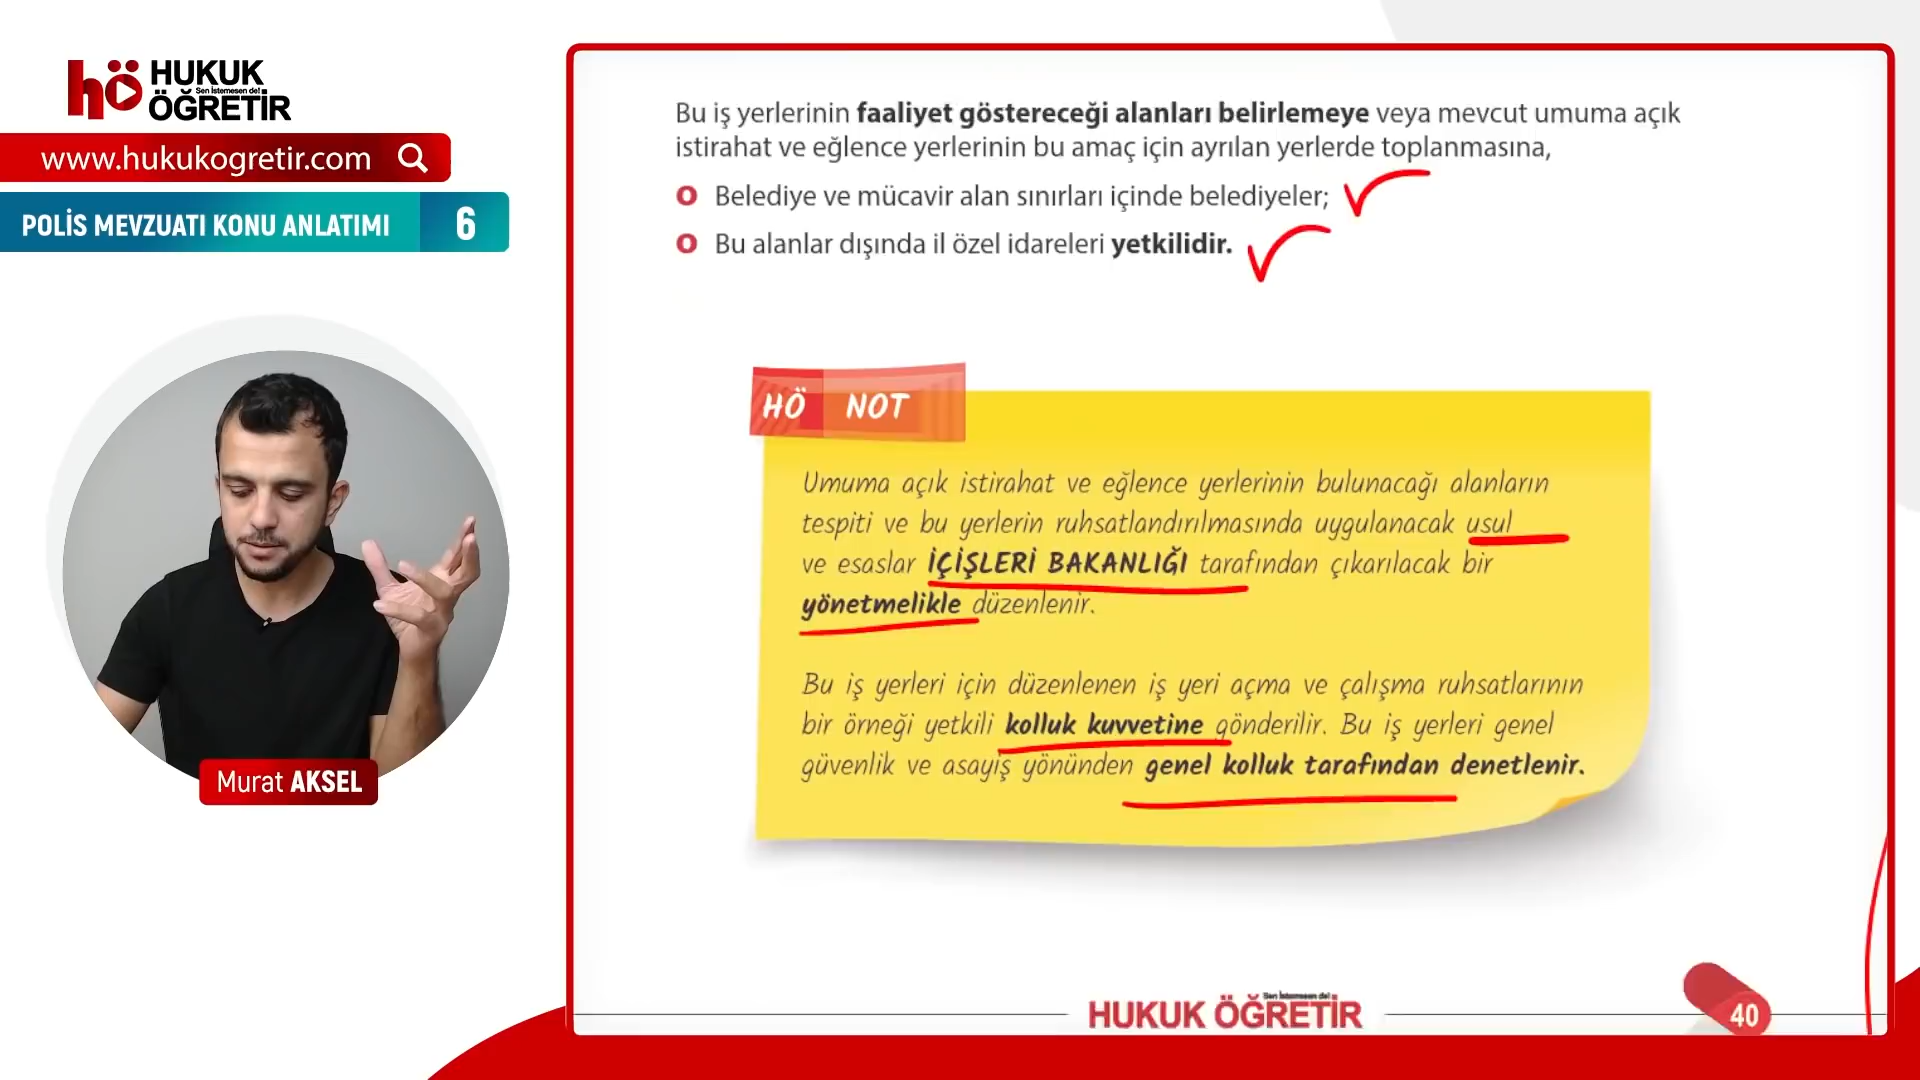 hö HUKUK
Sen İstemesen de!
ÖĞRETİR
www.hukukogretir.com
POLİS MEVZUATI KONU ANLATIMI 6
Murat AKSEL
Bu iş yerlerinin faaliyet göstereceği alanları belirlemeye veya mevcut umuma açık
istirahat ve eğlence yerlerinin bu amaç için ayrılan yerlerde toplanmasına,
O Belediye ve mücavir alan sınırları içinde belediyeler;
O Bu alanlar dışında il özel idareleri yetkilidir.
HÖ NOT
Umuma açık istirahat ve eğlence yerlerinin bulunacağı alanların
tespiti ve bu yerlerin ruhsatlandırılmasında uygulanacak usul
ve esaslar İÇİŞLERİ BAKANLIĞI tarafından çıkarılacak bir
yönetmelikle düzenlenir.
Bu iş yerleri için düzenlenen iş yeri açma ve çalışma ruhsatlarının
bir örneği yetkili kolluk kuvvetine gönderilir. Bu iş yerleri genel
güvenlik ve asayiş yönünden genel kolluk tarafından denetlenir.
Sen İstemesen de!
HUKUK ÖĞRETİR
40